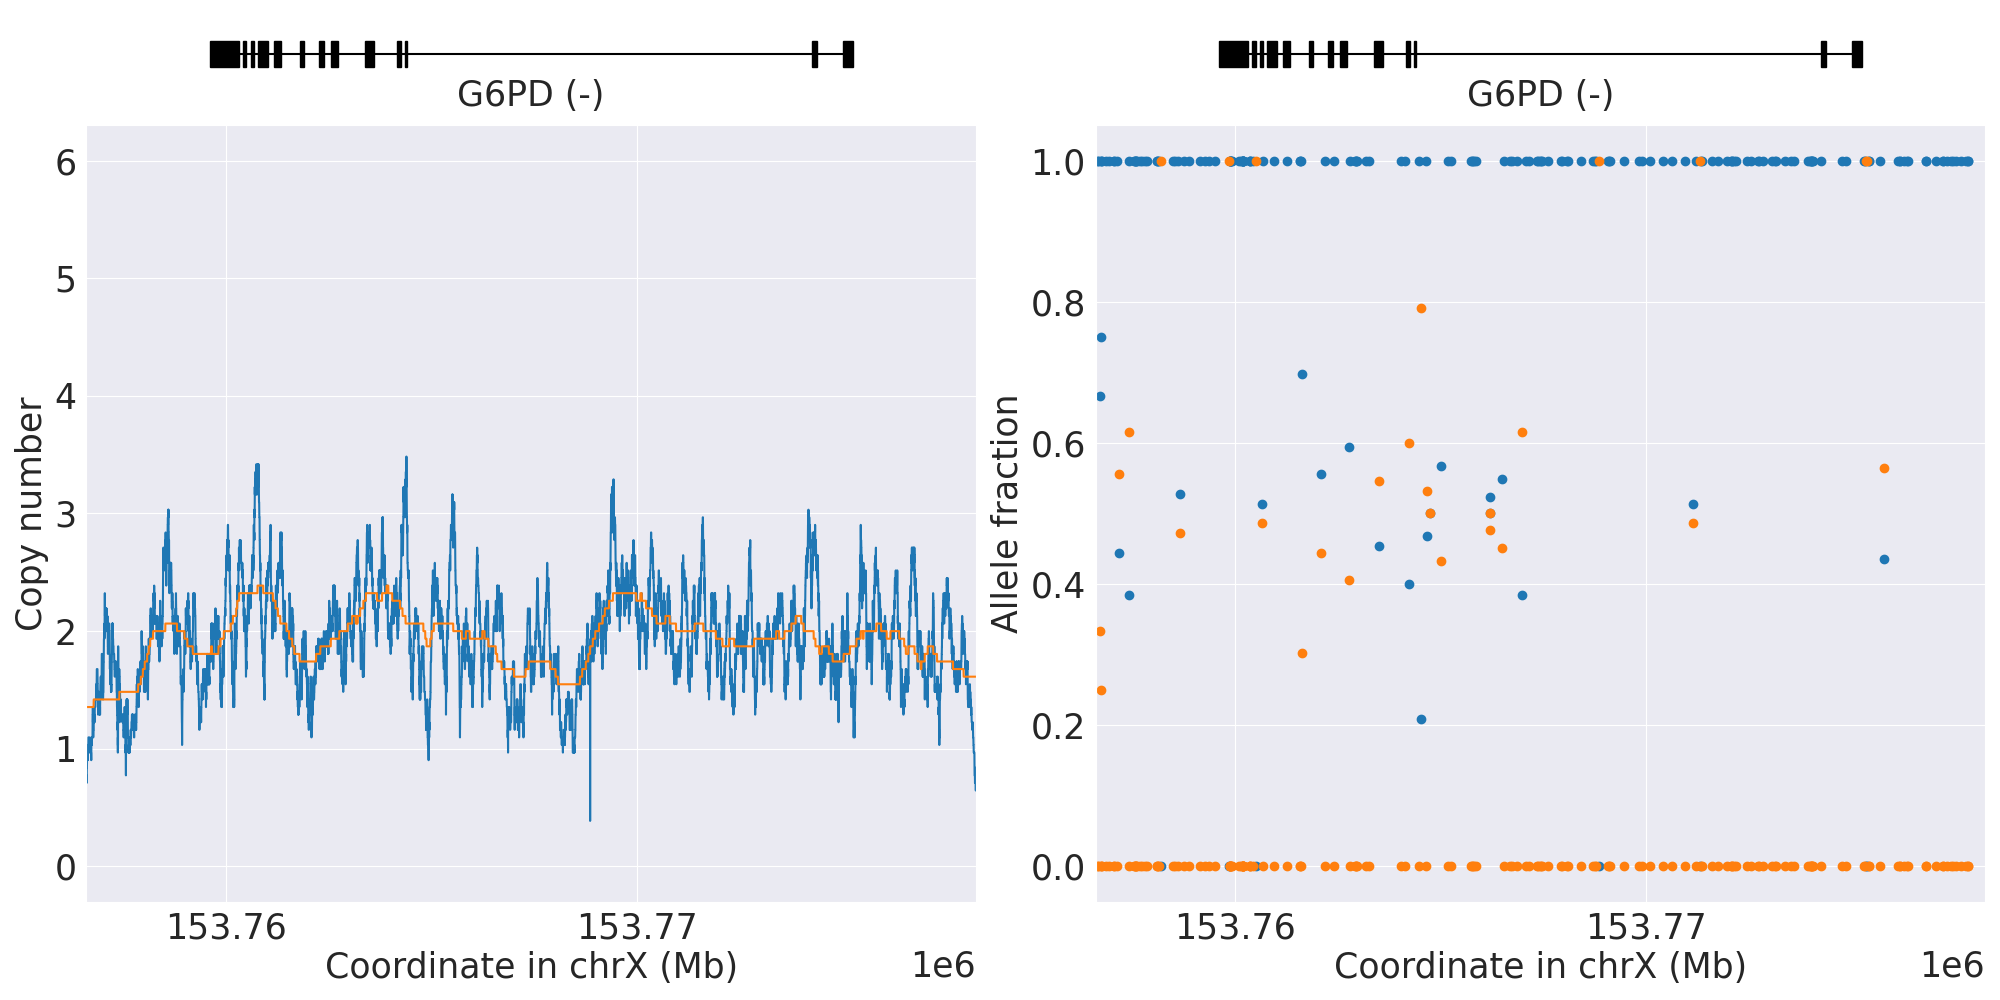 G6PD (-)
6
5
4
3
2
1
0
Copy number
153.76
153.77
Coordinate in chrX (Mb)
1e6
G6PD (-)
1.0
0.8
0.6
0.4
0.2
0.0
Allele fraction
153.76
153.77
Coordinate in chrX (Mb)
1e6